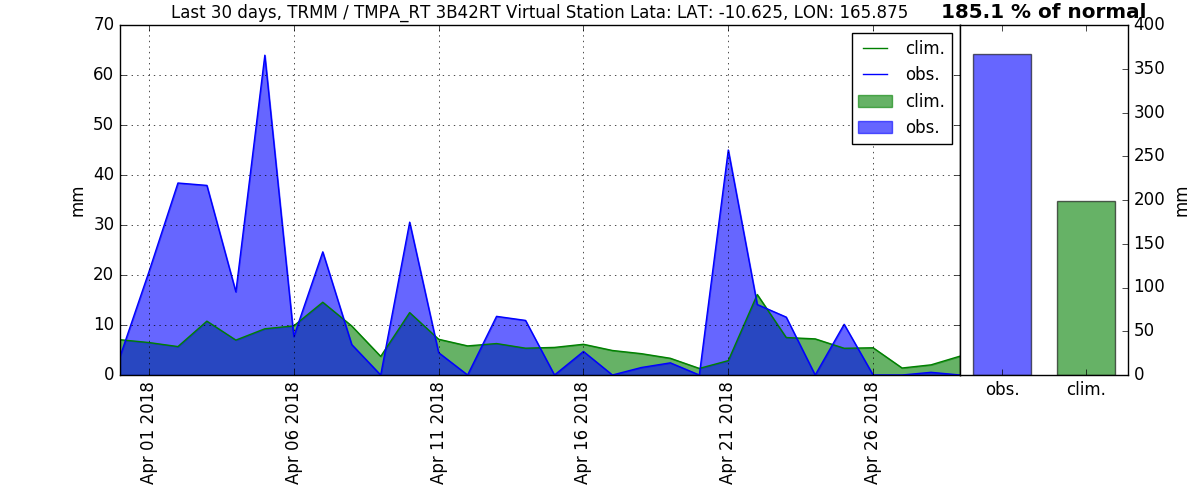 Last 30 days, TRMM / TMPA_RT 3B42RT Virtual Station Lata: LAT: -10.625, LON: 165.875
185.1 % of normal
70
60
50
40
30
20
10
0
mm
clim.
obs.
clim.
obs.
Apr 01 2018
Apr 06 2018
Apr 11 2018
Apr 16 2018
Apr 21 2018
Apr 26 2018
400
350
300
250
200
150
100
50
0
mm
obs.
clim.